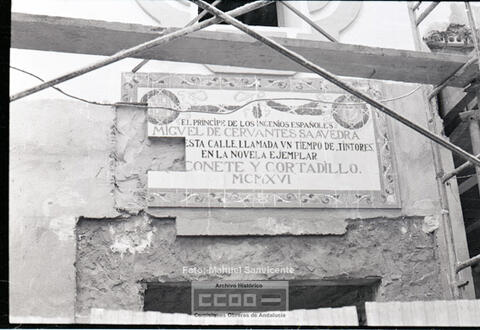 EL PRINCIPE DE LOS INGENIOS ESPAÑOLES
MIGVEL DE CERVANTES SAAVEDRA
ESTA CALLE, LLAMADA VN TIEMPO DE TINTORES,
EN LA NOVELA EJEMPLAR
CONETE Y CORTADILLO.
MCMXVI
Foto: Manuel Sanvicente
Archivo Histórico
CCOO
Comisiones Obreras de Andalucía